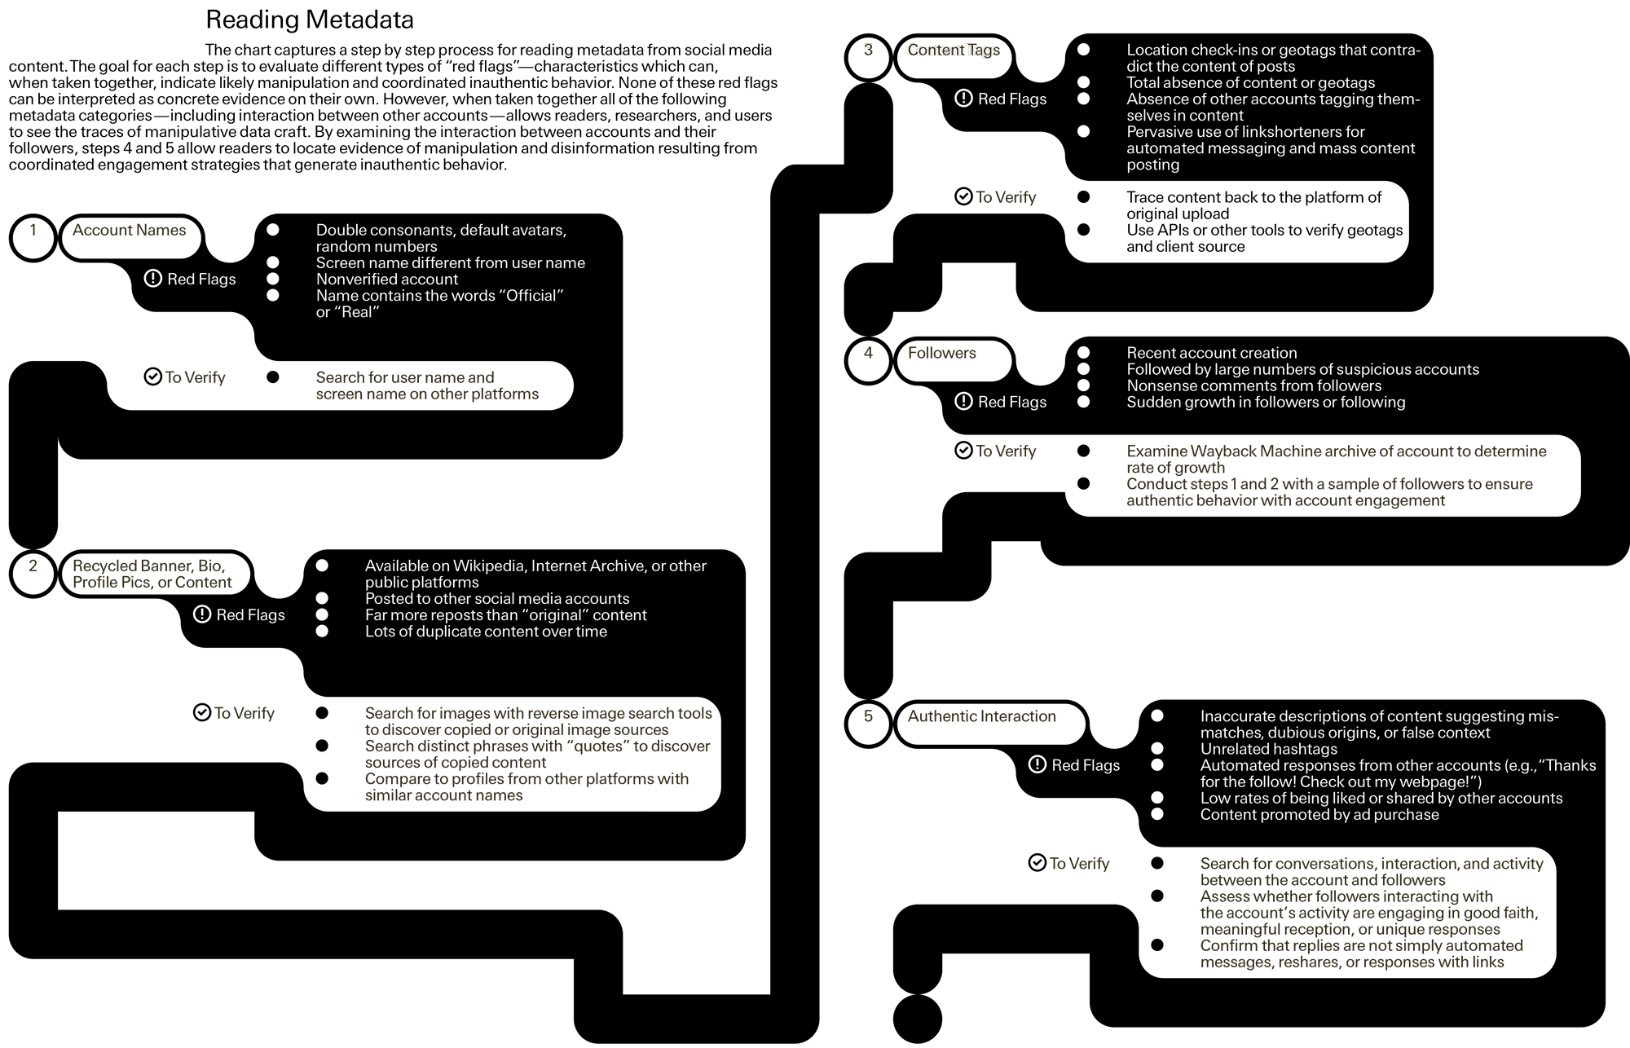 Reading Metadata
The chart captures a step by step process for reading metadata from social media
content. The goal for each step is to evaluate different types of “red flags”—characteristics which can,
when taken together, indicate likely manipulation and coordinated inauthentic behavior. None of these red flags
can be interpreted as concrete evidence on their own. However, when taken together all of the following
metadata categories—including interaction between other accounts—allows readers, researchers, and users
to see the traces of manipulative data craft. By examining the interaction between accounts and their
followers, steps 4 and 5 allow readers to locate evidence of manipulation and disinformation resulting from
coordinated engagement strategies that generate inauthentic behavior.
1
Account Names
Red Flags
Double consonants, default avatars,
random numbers
Screen name different from user name
Nonverified account
Name contains the words “Official”
or “Real”
To Verify
Search for user name and
screen name on other platforms
2
Recycled Banner, Bio,
Profile Pics, or Content
Red Flags
Available on Wikipedia, Internet Archive, or other
public platforms
Posted to other social media accounts
Far more reposts than “original” content
Lots of duplicate content over time
To Verify
Search for images with reverse image search tools
to discover copied or original image sources
Search distinct phrases with “quotes” to discover
sources of copied content
Compare to profiles from other platforms with
similar account names
3
Content Tags
Red Flags
Location check-ins or geotags that contra-
dict the content of posts
Total absence of content or geotags
Absence of other accounts tagging them-
selves in content
Pervasive use of linkshorteners for
automated messaging and mass content
posting
To Verify
Trace content back to the platform of
original upload
Use APIs or other tools to verify geotags
and client source
4
Followers
Red Flags
Recent account creation
Followed by large numbers of suspicious accounts
Nonsense comments from followers
Sudden growth in followers or following
To Verify
Examine Wayback Machine archive of account to determine
rate of growth
Conduct steps 1 and 2 with a sample of followers to ensure
authentic behavior with account engagement
5
Authentic Interaction
Red Flags
Inaccurate descriptions of content suggesting mis-
matches, dubious origins, or false context
Unrelated hashtags
Automated responses from other accounts (e.g., “Thanks
for the follow! Check out my webpage!”)
Low rates of being liked or shared by other accounts
Content promoted by ad purchase
To Verify
Search for conversations, interaction, and activity
between the account and followers
Assess whether followers interacting with
the account’s activity are engaging in good faith,
meaningful reception, or unique responses
Confirm that replies are not simply automated
messages, reshares, or responses with links